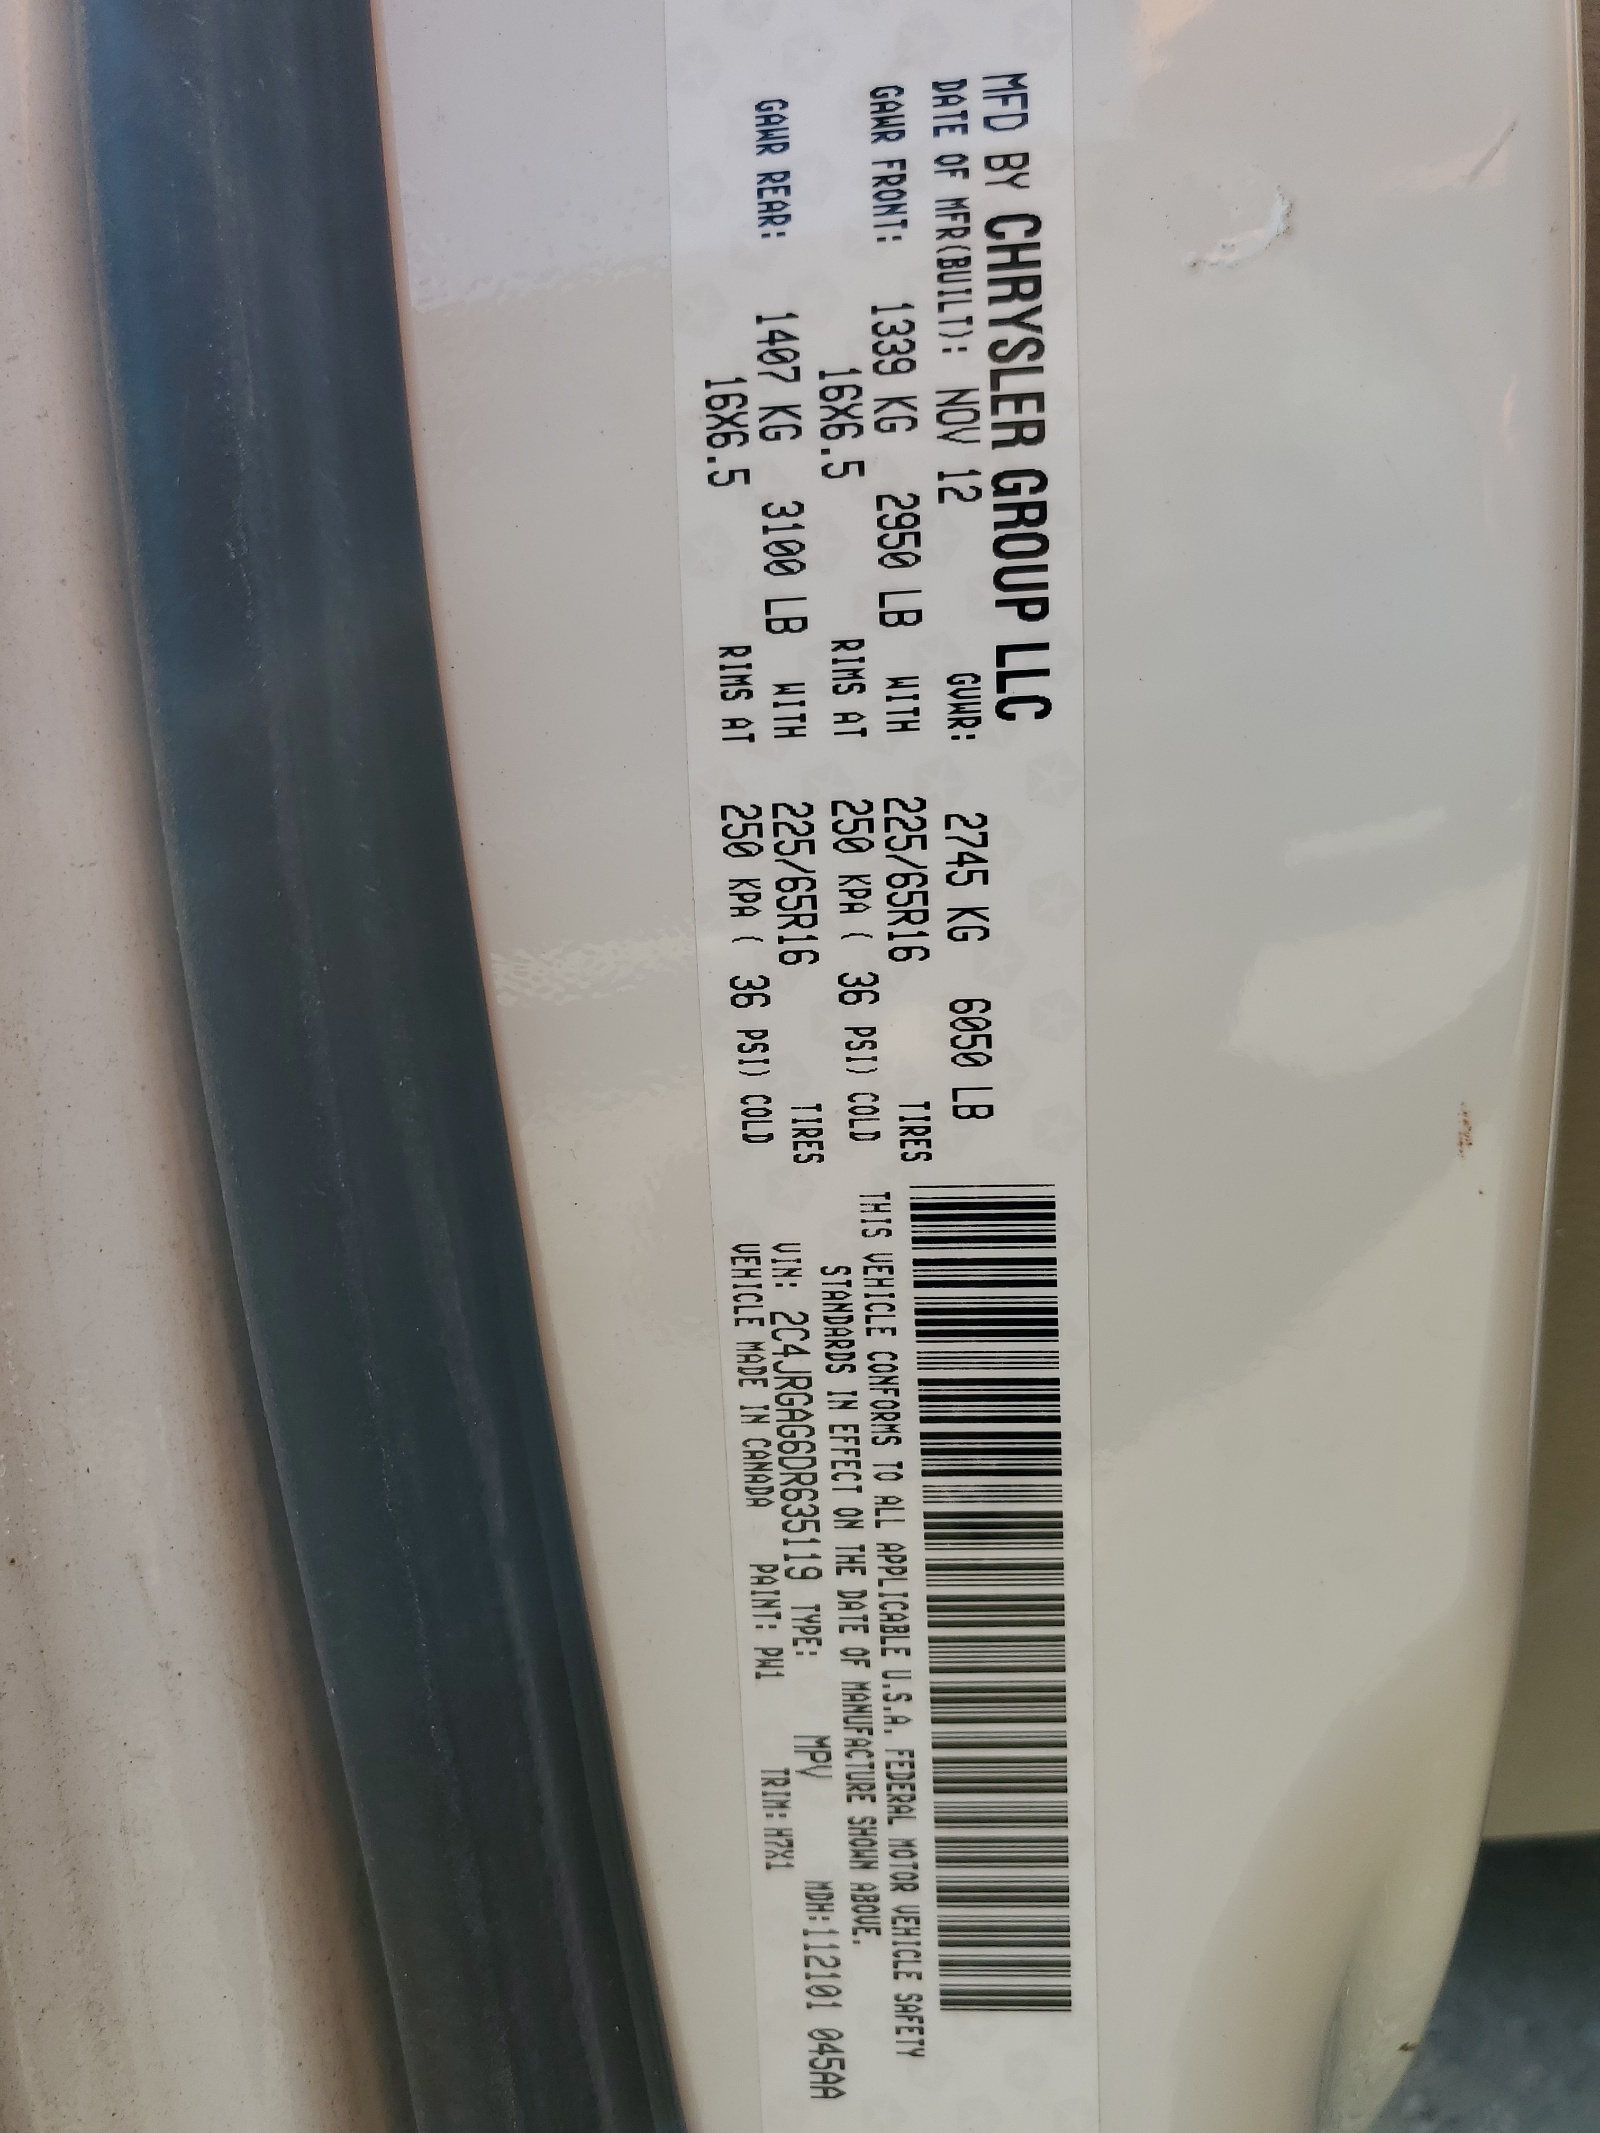 MFD BY CHRYSLER GROUP LLC
DATE OF MFR(BUILT): NOV 12 GVWR: 2745 KG 6050 LB
GAWR FRONT: 1339 KG 2950 LB WITH 225/65R16 TIRES
16X6.5 RIMS AT 250 KPA ( 36 PSI) COLD
GAWR REAR: 1407 KG 3100 LB WITH 225/65R16 TIRES
16X6.5 RIMS AT 250 KPA ( 36 PSI) COLD
THIS VEHICLE CONFORMS TO ALL APPLICABLE U.S.A. FEDERAL MOTOR VEHICLE SAFETY
STANDARDS IN EFFECT ON THE DATE OF MANUFACTURE SHOWN ABOVE.
VIN: 2C4JRGAG6DR635119 TYPE: MPV MDH:112101 045AA
VEHICLE MADE IN CANADA PAINT: PW1 TRIM:H7X1